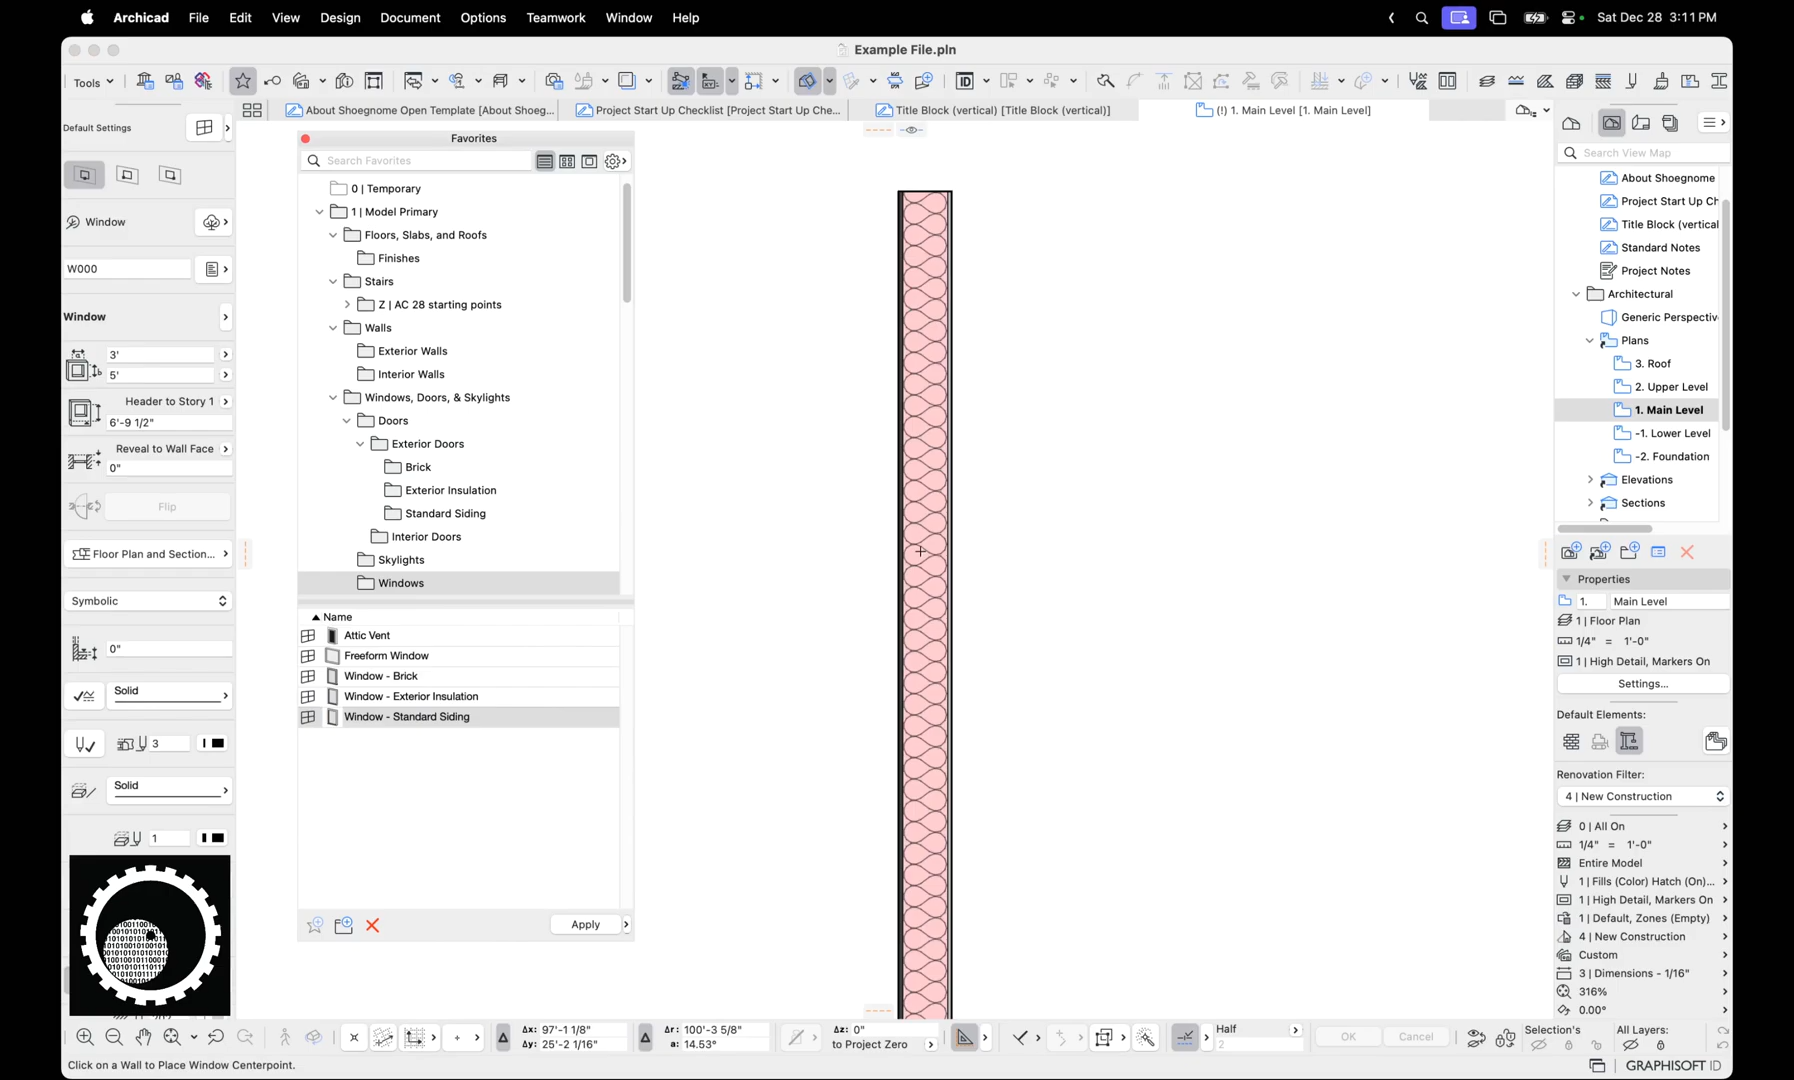 Archicad File Edit View Design Document Options Teamwork Window Help
Sat Dec 28 3:11 PM
Example File.pln
Tools
About Shoegnome Open Template [About Shoeg...
Project Start Up Checklist [Project Start Up Che...
Title Block (vertical) [Title Block (vertical)]
(!) 1. Main Level [1. Main Level]
Default Settings
Window
W000
Window
3'
5'
Header to Story 1
6'-9 1/2"
Reveal to Wall Face
0"
Flip
Floor Plan and Section...
Symbolic
0"
Solid
3
Solid
1
Favorites
Search Favorites
0 | Temporary
1 | Model Primary
Floors, Slabs, and Roofs
Finishes
Stairs
Z | AC 28 starting points
Walls
Exterior Walls
Interior Walls
Windows, Doors, & Skylights
Doors
Exterior Doors
Brick
Exterior Insulation
Standard Siding
Interior Doors
Skylights
Windows
Name
Attic Vent
Freeform Window
Window - Brick
Window - Exterior Insulation
Window - Standard Siding
Apply
Search View Map
About Shoegnome
Project Start Up Ch
Title Block (vertical
Standard Notes
Project Notes
Architectural
Generic Perspectiv
Plans
3. Roof
2. Upper Level
1. Main Level
-1. Lower Level
-2. Foundation
Elevations
Sections
Properties
1. Main Level
1 | Floor Plan
1/4" = 1'-0"
1 | High Detail, Markers On
Settings...
Default Elements:
Renovation Filter:
4 | New Construction
0 | All On
1/4" = 1'-0"
Entire Model
1 | Fills (Color) Hatch (On)...
1 | High Detail, Markers On
1 | Default, Zones (Empty)
4 | New Construction
Custom
3 | Dimensions - 1/16"
316%
0.00°
Δx: 97'-1 1/8"
Δy: 25'-2 1/16"
Δr: 100'-3 5/8"
a: 14.53°
Δz: 0"
to Project Zero
Half
2
OK
Cancel
Selection's
All Layers:
Click on a Wall to Place Window Centerpoint.
GRAPHISOFT ID